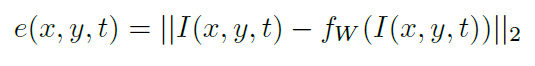 e(x, y, t) = ||I(x, y, t) − f_W(I(x, y, t))||_2